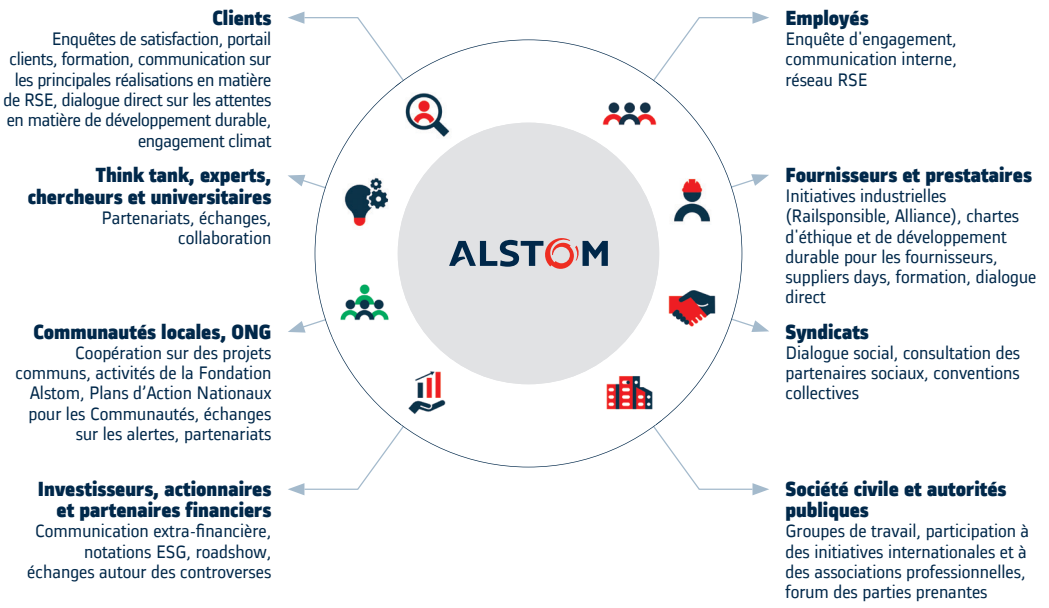 Clients
Enquêtes de satisfaction, portail
clients, formation, communication sur
les principales réalisations en matière
de RSE, dialogue direct sur les attentes
en matière de développement durable,
engagement climat
Think tank, experts,
chercheurs et universitaires
Partenariats, échanges,
collaboration
Communautés locales, ONG
Coopération sur des projets
communs, activités de la Fondation
Alstom, Plans d'Action Nationaux
pour les Communautés, échanges
sur les alertes, partenariats
Investisseurs, actionnaires
et partenaires financiers
Communication extra-financière,
notations ESG, roadshow,
échanges autour des controverses
ALSTOM
Employés
Enquête d'engagement,
communication interne,
réseau RSE
Fournisseurs et prestataires
Initiatives industrielles
(Railsponsible, Alliance), chartes
d'éthique et de développement
durable pour les fournisseurs,
suppliers days, formation, dialogue
direct
Syndicats
Dialogue social, consultation des
partenaires sociaux, conventions
collectives
Société civile et autorités
publiques
Groupes de travail, participation à
des initiatives internationales et à
des associations professionnelles,
forum des parties prenantes